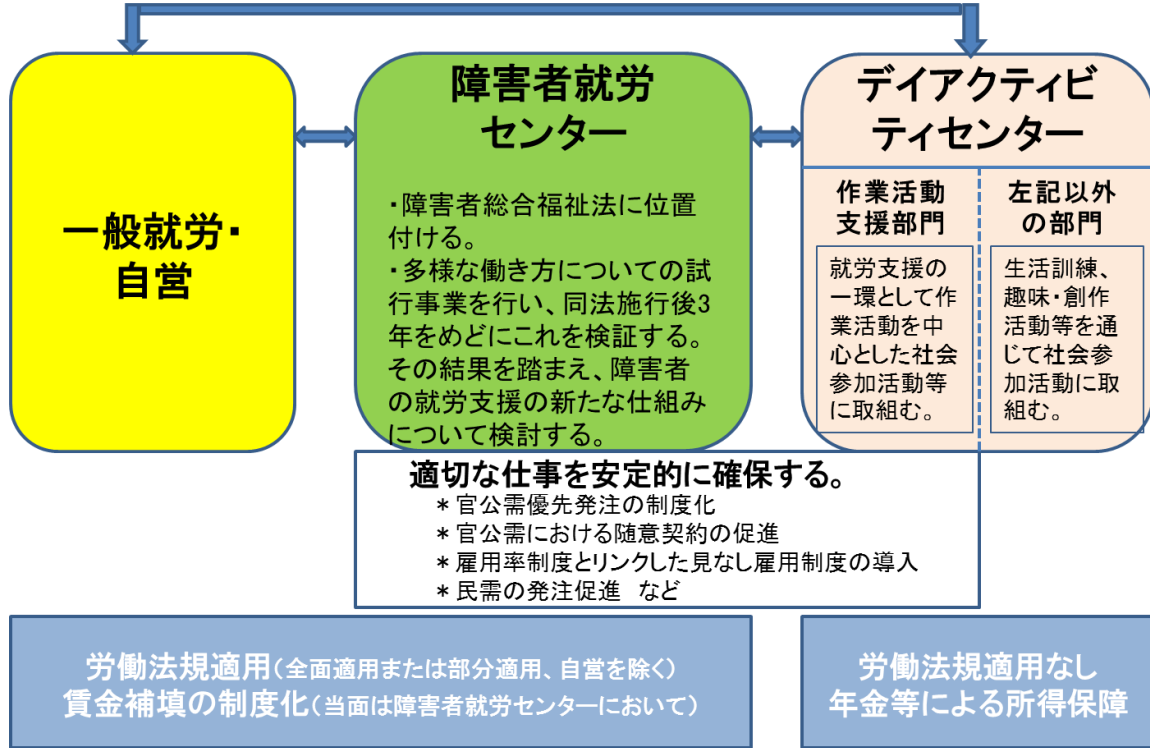 一般就労・
自営
障害者就労
センター
・障害者総合福祉法に位置
付ける。
・多様な働き方についての試
行事業を行い、同法施行後3
年をめどにこれを検証する。
その結果を踏まえ、障害者
の就労支援の新たな仕組み
について検討する。
デイアクティビ
ティセンター
作業活動
支援部門
就労支援の
一環として作
業活動を中
心とした社会
参加活動等
に取組む。
左記以外
の部門
生活訓練、
趣味・創作
活動等を通
じて社会参
加活動に取
組む。
適切な仕事を安定的に確保する。
＊官公需優先発注の制度化
＊官公需における随意契約の促進
＊雇用率制度とリンクした見なし雇用制度の導入
＊民需の発注促進　など
労働法規適用（全面適用または部分適用、自営を除く）
賃金補填の制度化（当面は障害者就労センターにおいて）
労働法規適用なし
年金等による所得保障